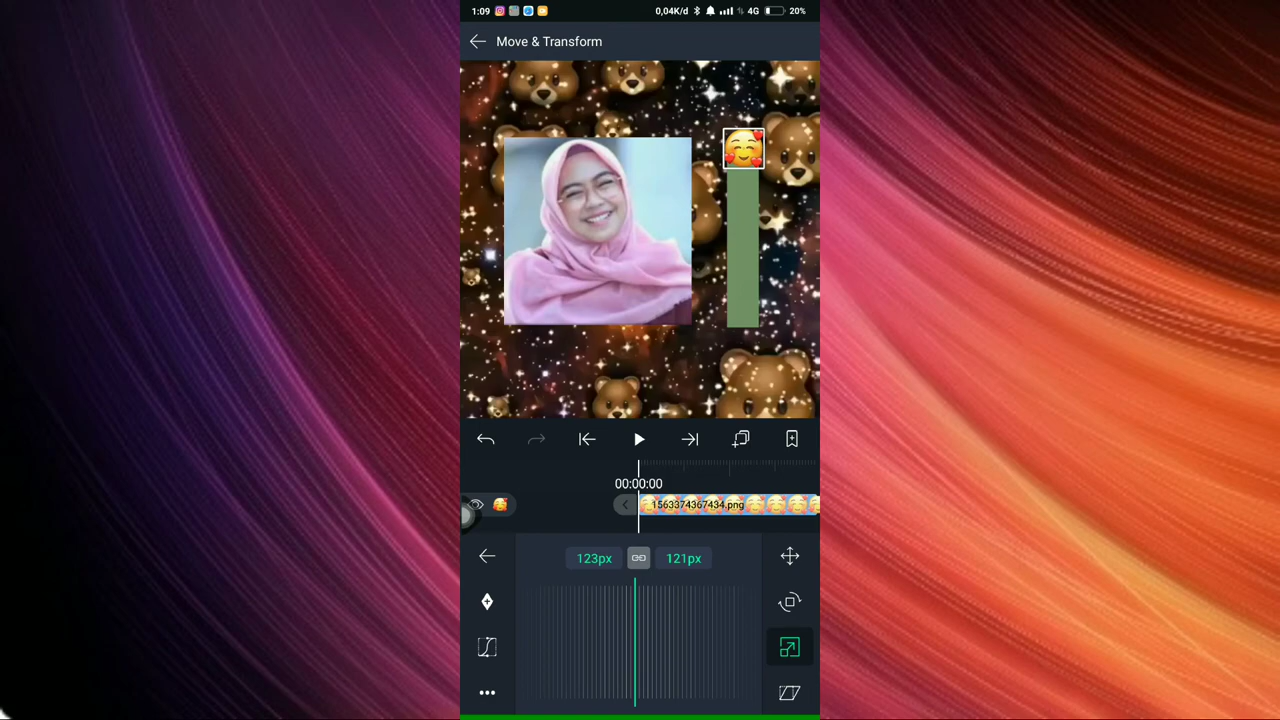 1:09 0,04K/d 4G 20%
Move & Transform
00:00:00
1563374367434.png
123px 121px